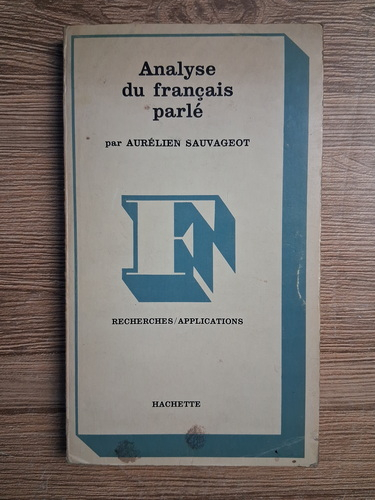 Analyse
du français
parlé
par AURÉLIEN SAUVAGEOT
F
RECHERCHES/APPLICATIONS
HACHETTE